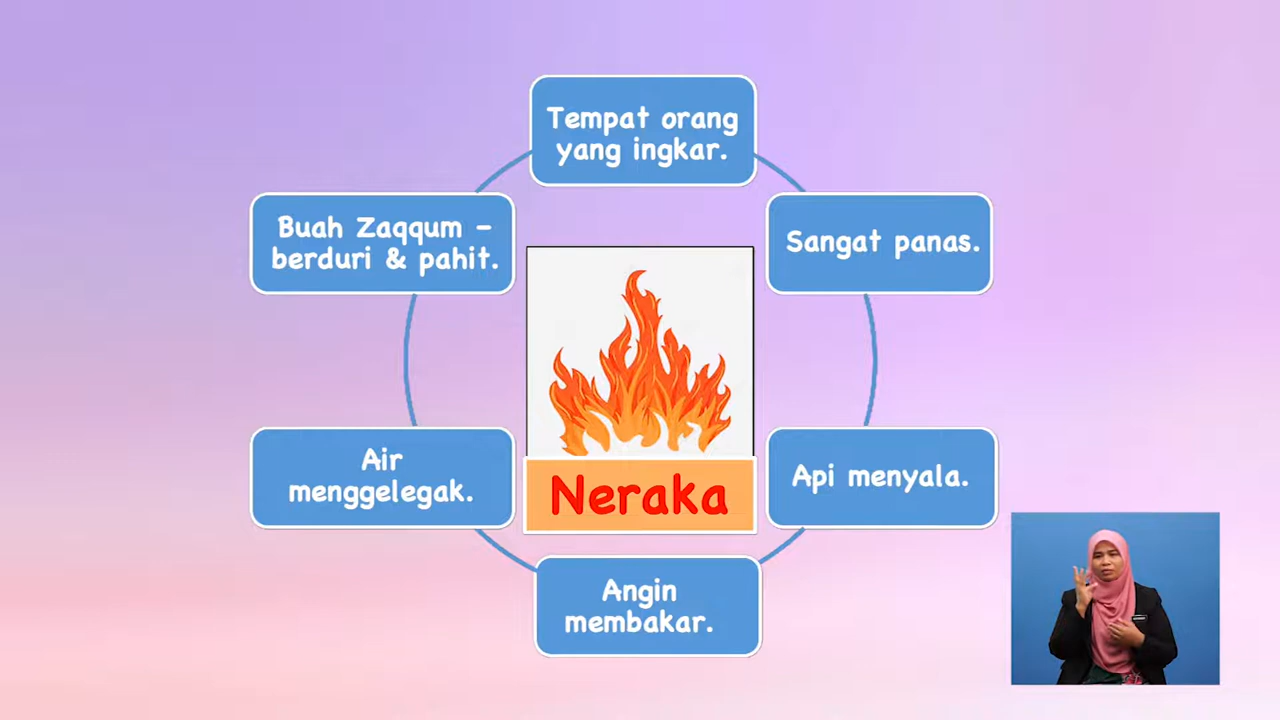 Tempat orang
yang ingkar.
Sangat panas.
Api menyala.
Angin
membakar.
Air
menggelegak.
Buah Zaqqum –
berduri & pahit.
Neraka